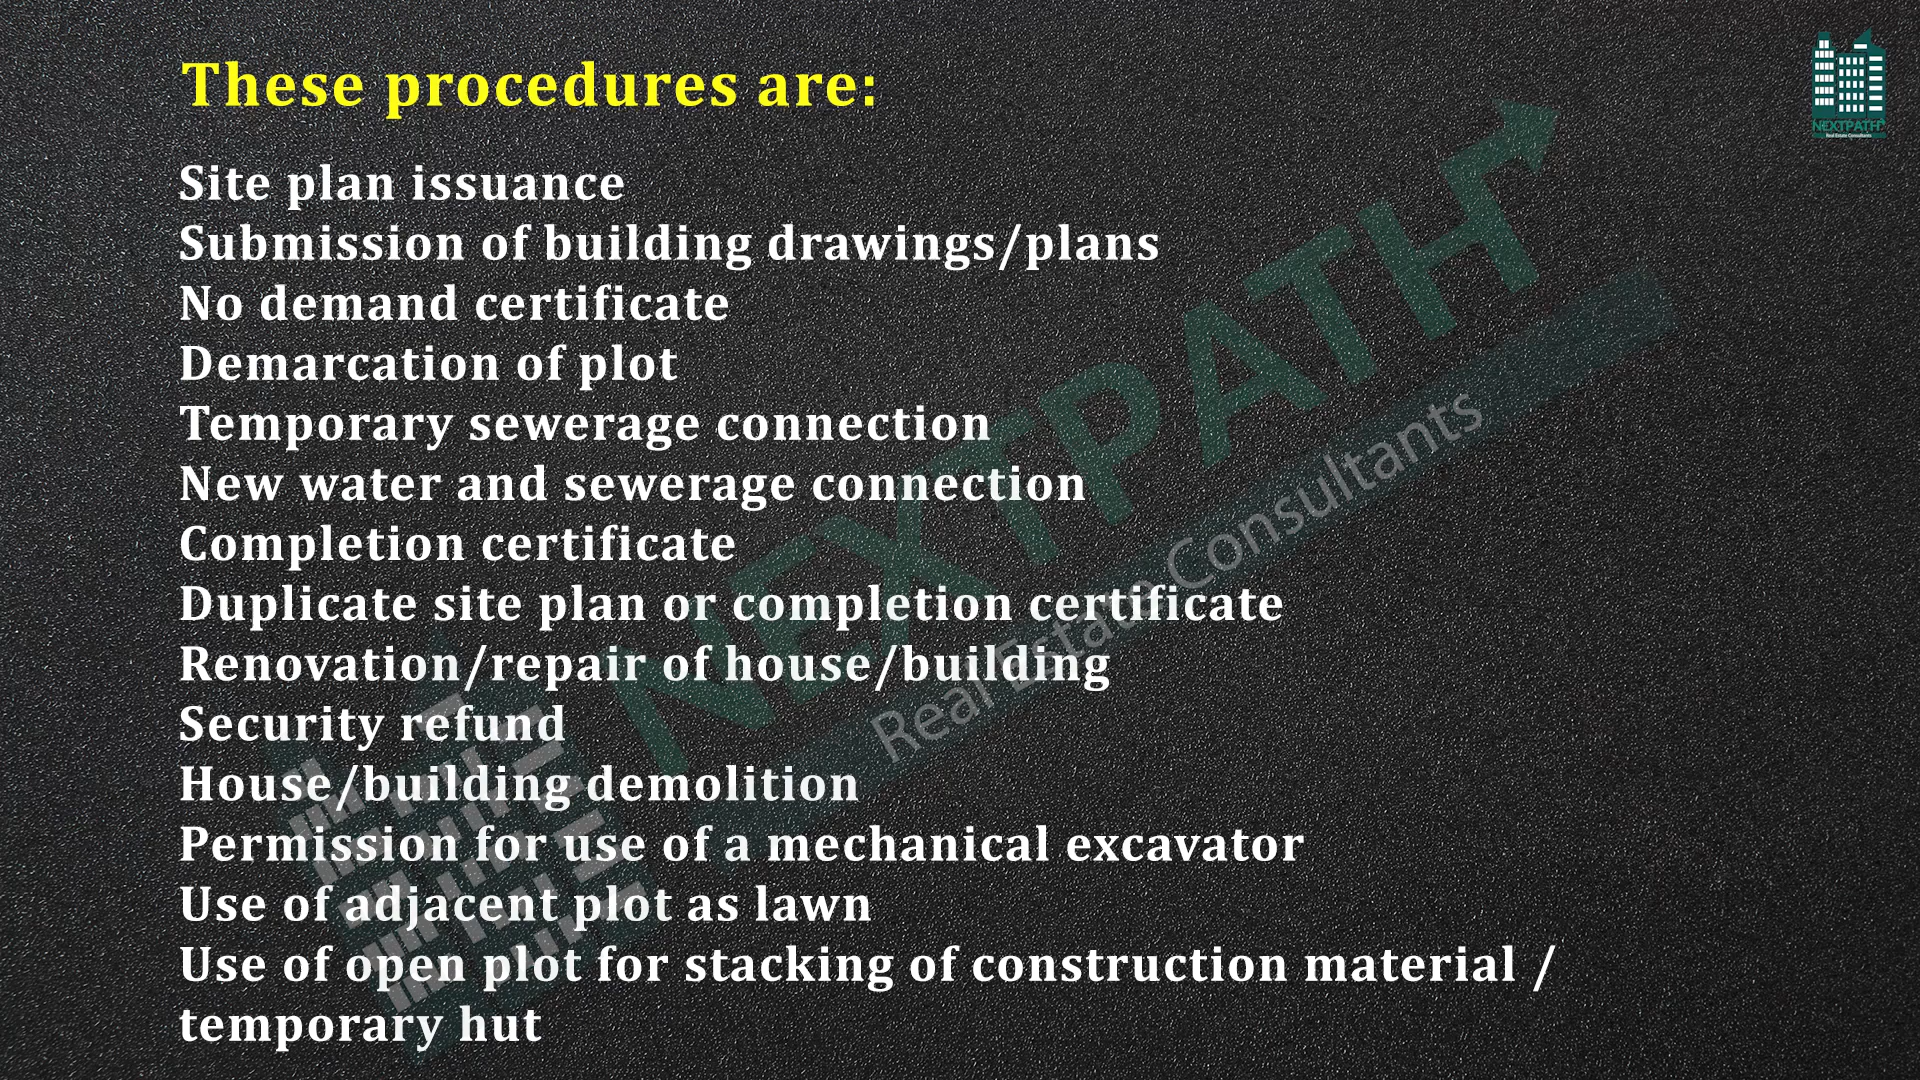 These procedures are:
NEXTPATH
Real Estate Consultants
Site plan issuance
Submission of building drawings/plans
No demand certificate
Demarcation of plot
Temporary sewerage connection
New water and sewerage connection
Completion certificate
Duplicate site plan or completion certificate
Renovation/repair of house/building
Security refund
House/building demolition
Permission for use of a mechanical excavator
Use of adjacent plot as lawn
Use of open plot for stacking of construction material /
temporary hut
NEXTPATH
Real Estate Consultants